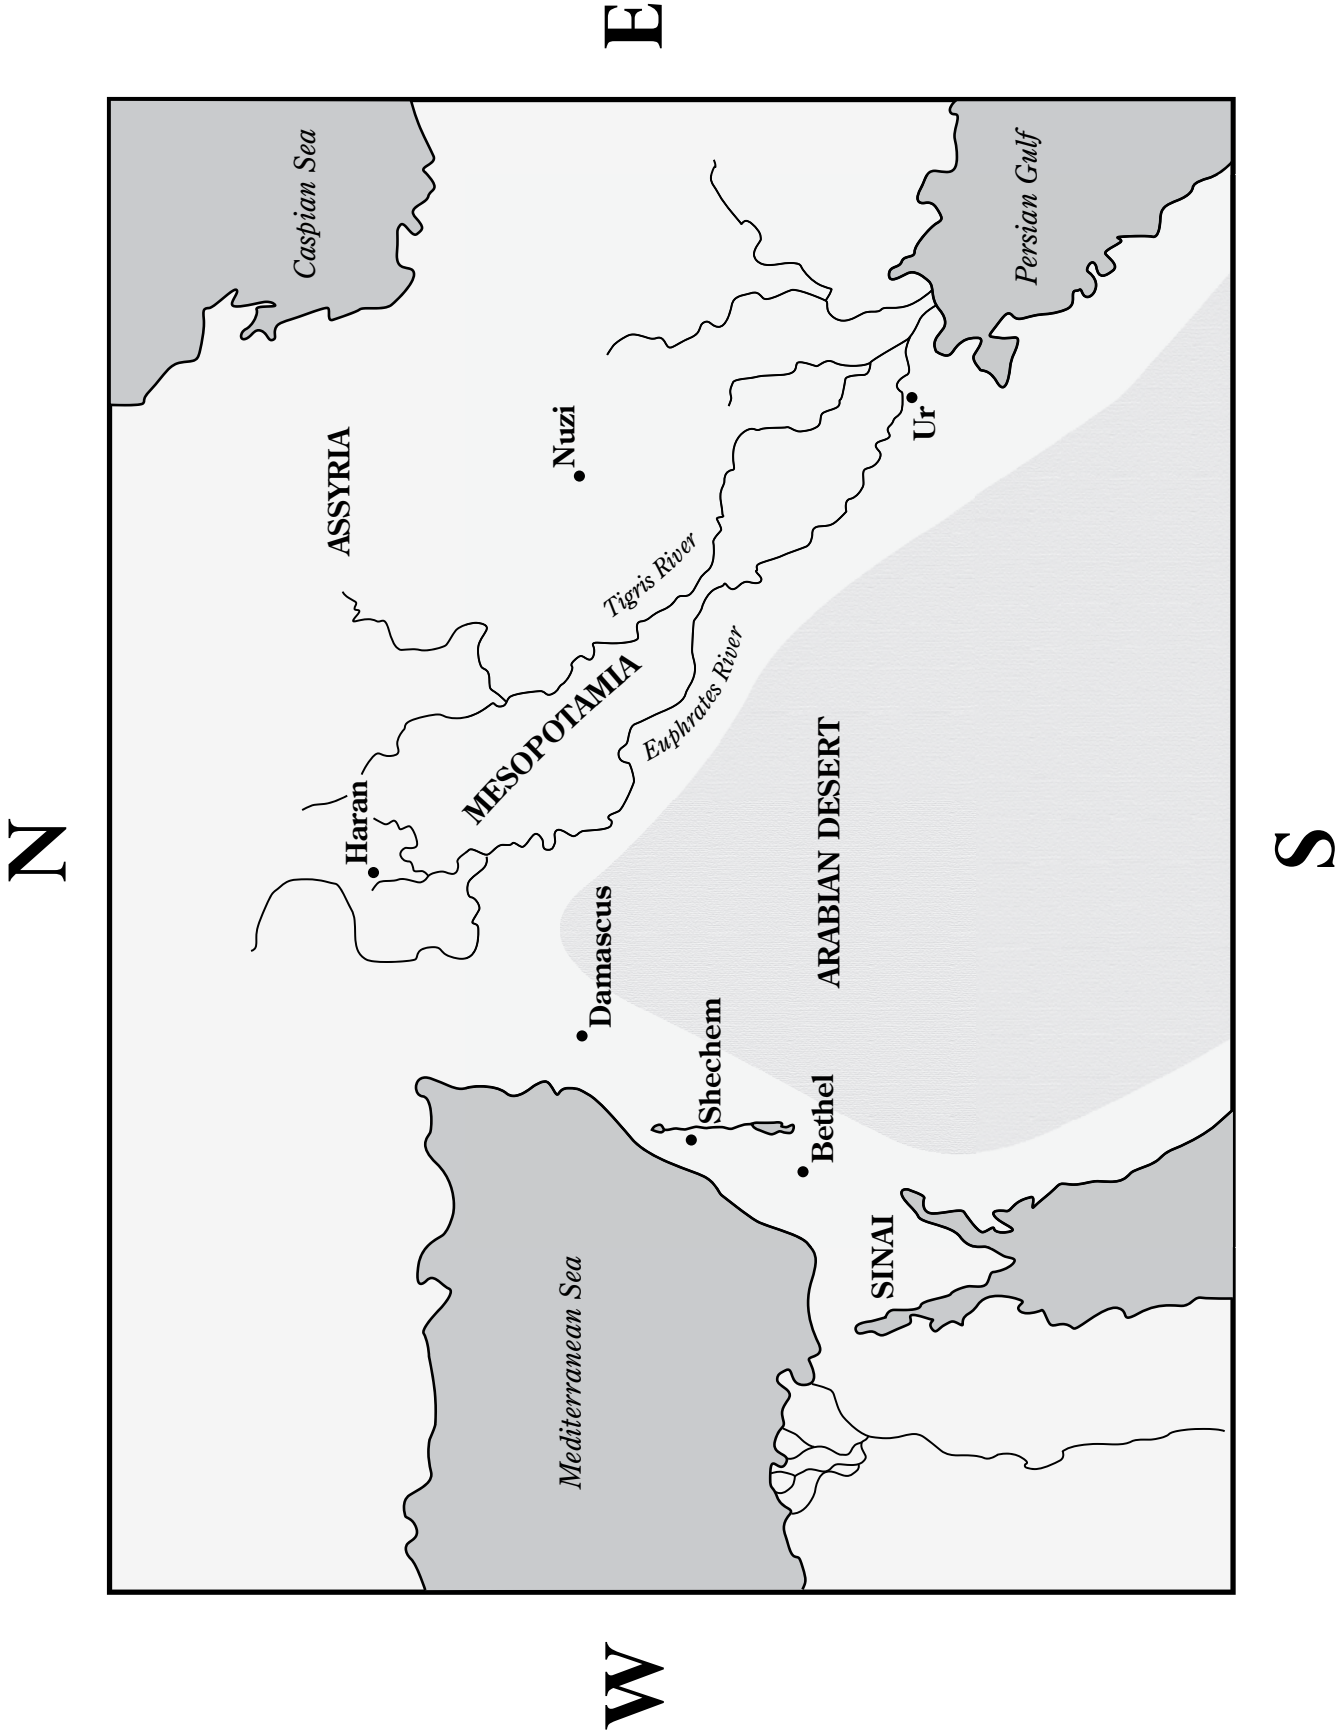 N
Caspian Sea
ASSYRIA
Haran
Nuzi
Tigris River
MESOPOTAMIA
W
E
Mediterranean Sea
Damascus
Euphrates River
Shechem
Bethel
ARABIAN DESERT
Ur
SINAI
Persian Gulf
S